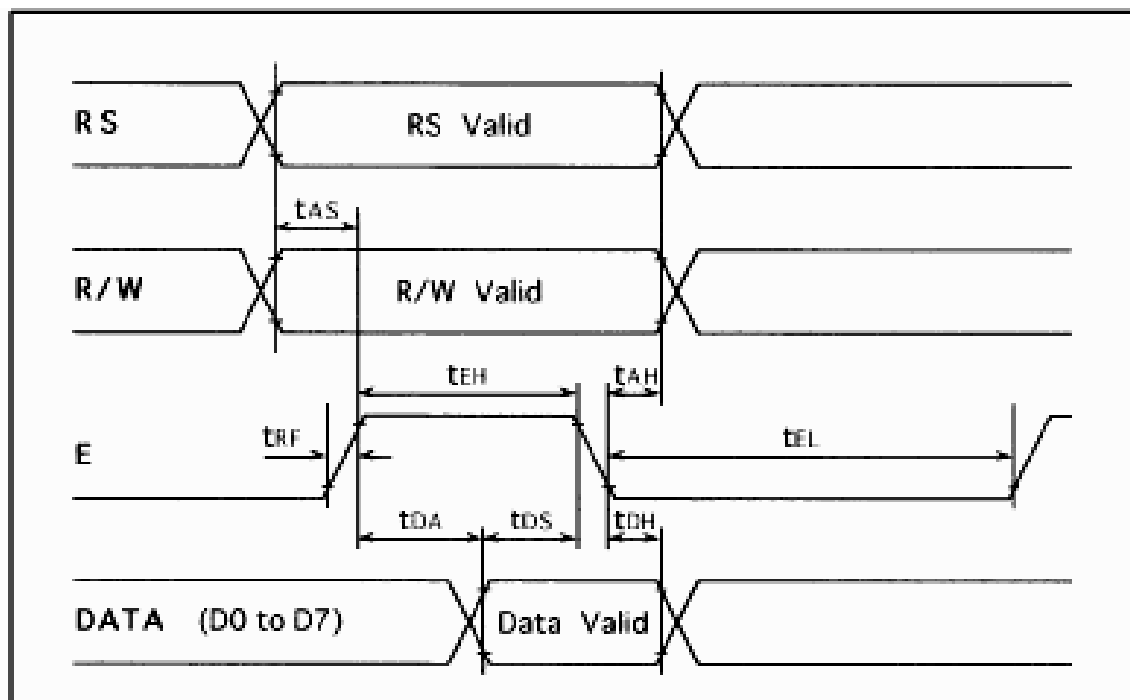 RS RS Valid
tAS
R/W R/W Valid
tEH tAH
E tRF tEL
tDA tDS tDH
DATA (D0 to D7) Data Valid